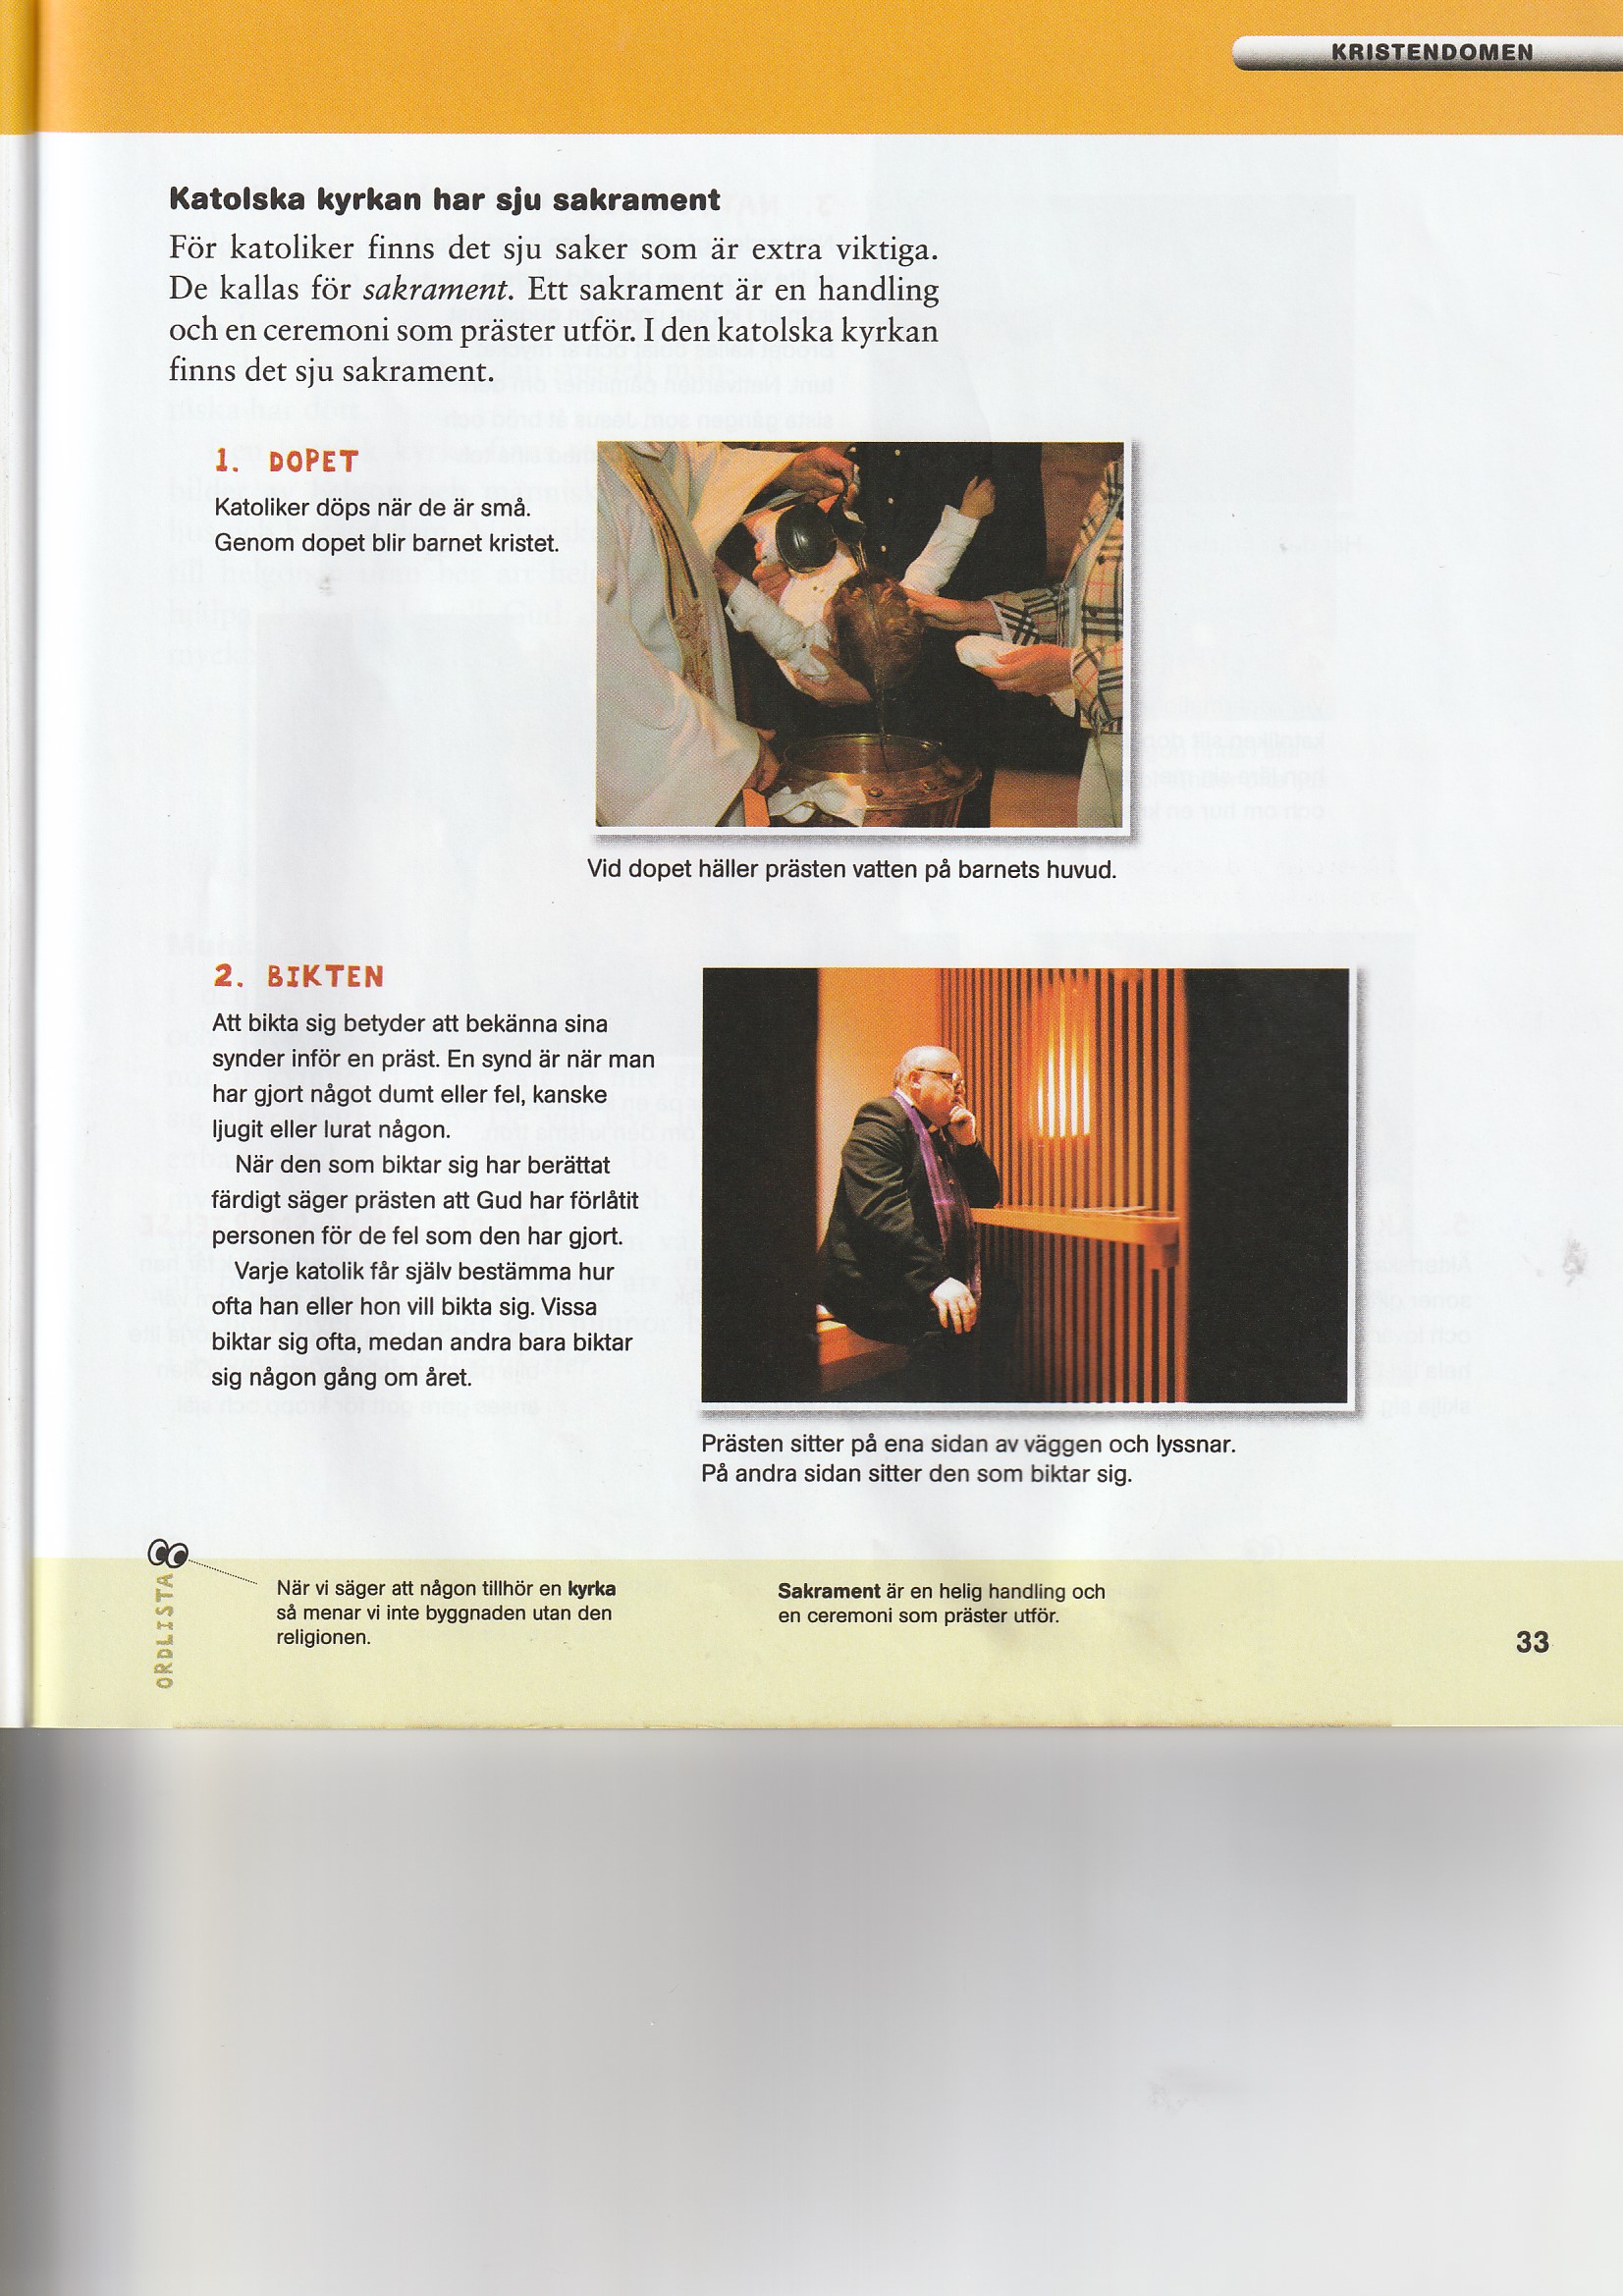 KRISTENDOMEN
Katolska kyrkan har sju sakrament
För katoliker finns det sju saker som är extra viktiga.
De kallas för sakrament. Ett sakrament är en handling
och en ceremoni som präster utför. I den katolska kyrkan
finns det sju sakrament.
1. DOPET
Katoliker döps när de är små.
Genom dopet blir barnet kristet.
Vid dopet häller prästen vatten på barnets huvud.
2. BIKTEN
Att bikta sig betyder att bekänna sina
synder inför en präst. En synd är när man
har gjort något dumt eller fel, kanske
ljugit eller lurat någon.
När den som biktar sig har berättat
färdigt säger prästen att Gud har förlåtit
personen för de fel som den har gjort.
Varje katolik får själv bestämma hur
ofta han eller hon vill bikta sig. Vissa
biktar sig ofta, medan andra bara biktar
sig någon gång om året.
Prästen sitter på ena sidan av väggen och lyssnar.
På andra sidan sitter den som biktar sig.
ORDLISTA
När vi säger att någon tillhör en kyrka
så menar vi inte byggnaden utan den
religionen.
Sakrament är en helig handling och
en ceremoni som präster utför.
33